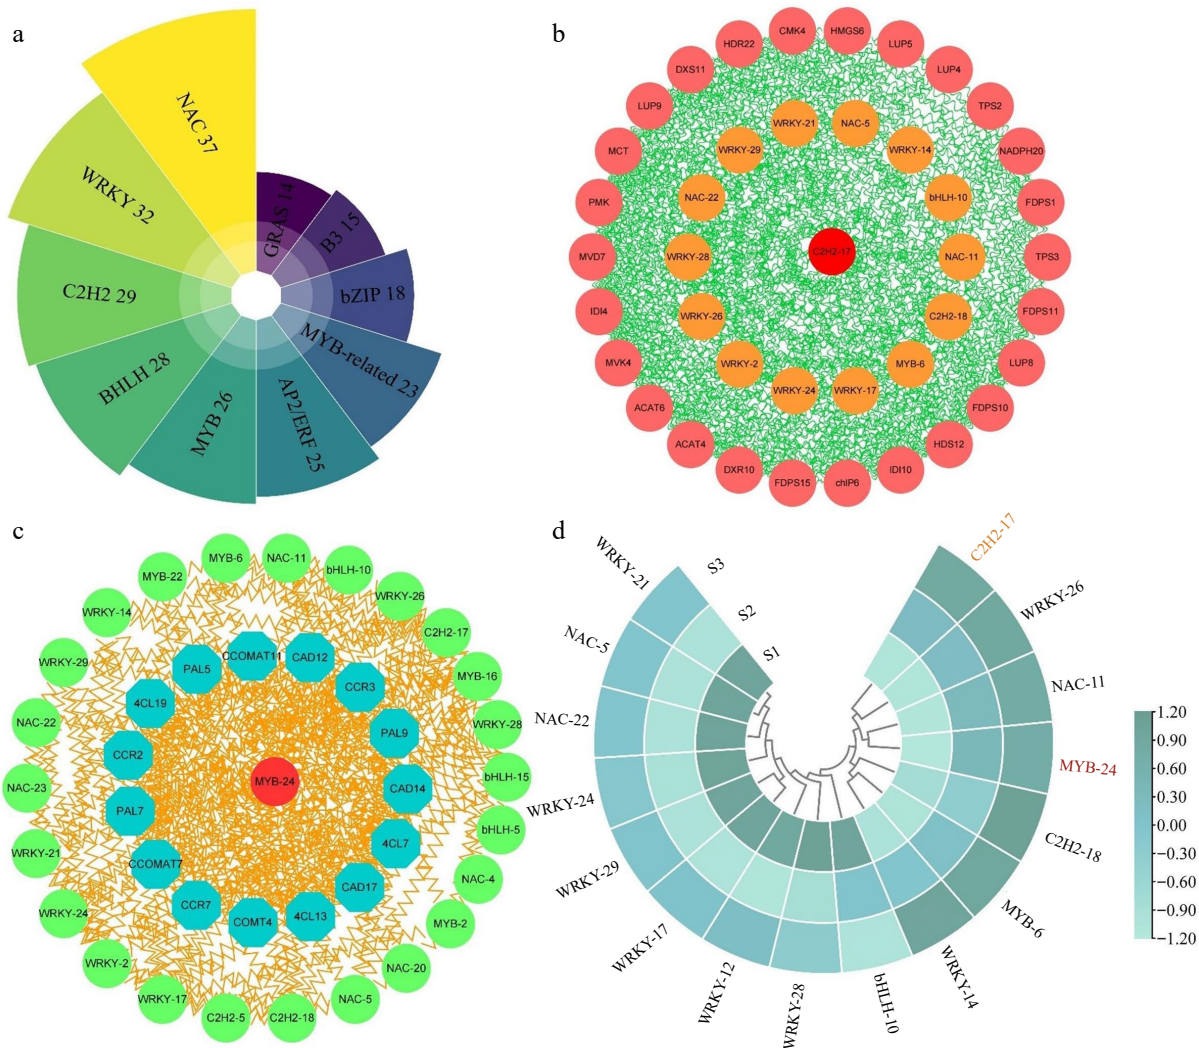 a
NAC 37
WRKY 32
C2H2 29
BHLH 28
MYB 26
AP2/ERF 25
MYB-related 23
bZIP 18
B3 15
GRAS 14
b
CMK4
HMGS6
LUP5
LUP4
TPS2
NADPH20
FDPS1
TPS3
FDPS11
LUP8
FDPS10
HDS12
IDI10
chlP6
FDPS15
DXR10
ACAT4
ACAT6
MVK4
IDI4
MVD7
PMK
MCT
LUP9
DXS11
HDR22
WRKY-21
NAC-5
WRKY-14
bHLH-10
NAC-11
C2H2-18
MYB-6
WRKY-17
WRKY-24
WRKY-2
WRKY-26
WRKY-28
NAC-22
WRKY-29
C2H2-17
c
MYB-6
NAC-11
bHLH-10
WRKY-26
C2H2-17
MYB-16
WRKY-28
bHLH-15
bHLH-5
NAC-4
MYB-2
NAC-20
NAC-5
C2H2-18
C2H2-5
WRKY-17
WRKY-2
WRKY-24
WRKY-21
NAC-23
NAC-22
WRKY-29
WRKY-14
MYB-22
CCOMAT11
CAD12
CCR3
PAL9
CAD14
4CL7
CAD17
4CL13
COMT4
CCR7
CCOMAT7
PAL7
CCR2
4CL19
PAL5
MYB-24
d
S3
S2
S1
C2H2-17
WRKY-26
NAC-11
MYB-24
C2H2-18
MYB-6
WRKY-14
bHLH-10
WRKY-28
WRKY-12
WRKY-17
WRKY-29
WRKY-24
NAC-22
NAC-5
WRKY-21
1.20
0.90
0.60
0.30
0.00
−0.30
−0.60
−0.90
−1.20